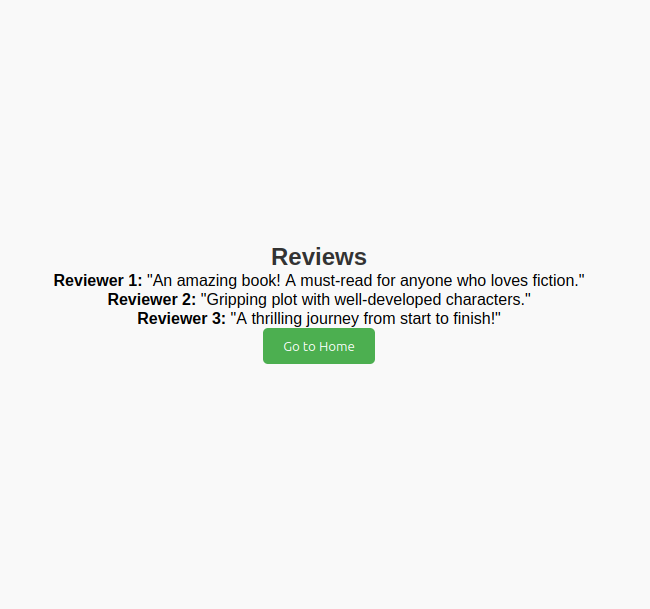 Reviews
Reviewer 1: "An amazing book! A must-read for anyone who loves fiction."
Reviewer 2: "Gripping plot with well-developed characters."
Reviewer 3: "A thrilling journey from start to finish!"
Go to Home